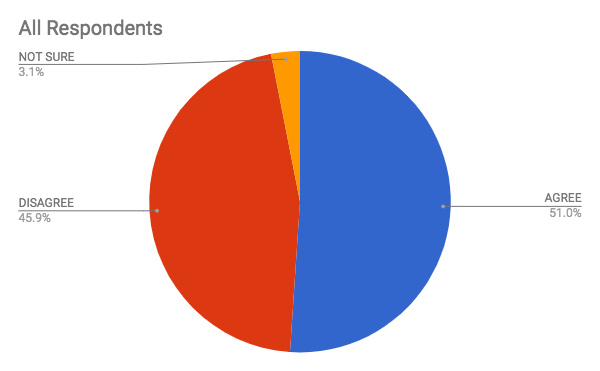 All Respondents
NOT SURE
3.1%
DISAGREE
45.9%
AGREE
51.0%